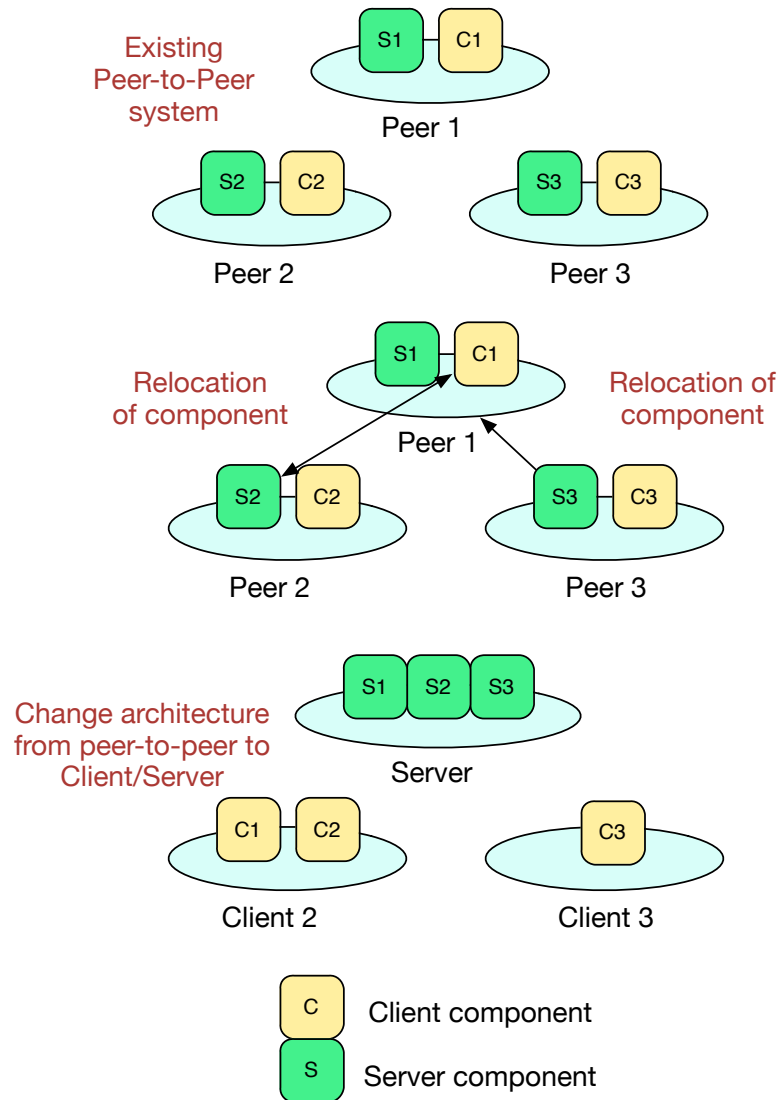 Existing
Peer-to-Peer
system
S1
C1
Peer 1
S2
C2
Peer 2
S3
C3
Peer 3
Relocation
of component
S1
C1
Peer 1
Relocation of
component
S2
C2
Peer 2
S3
C3
Peer 3
Change architecture
from peer-to-peer to
Client/Server
S1
S2
S3
Server
C1
C2
Client 2
C3
Client 3
C
Client component
S
Server component